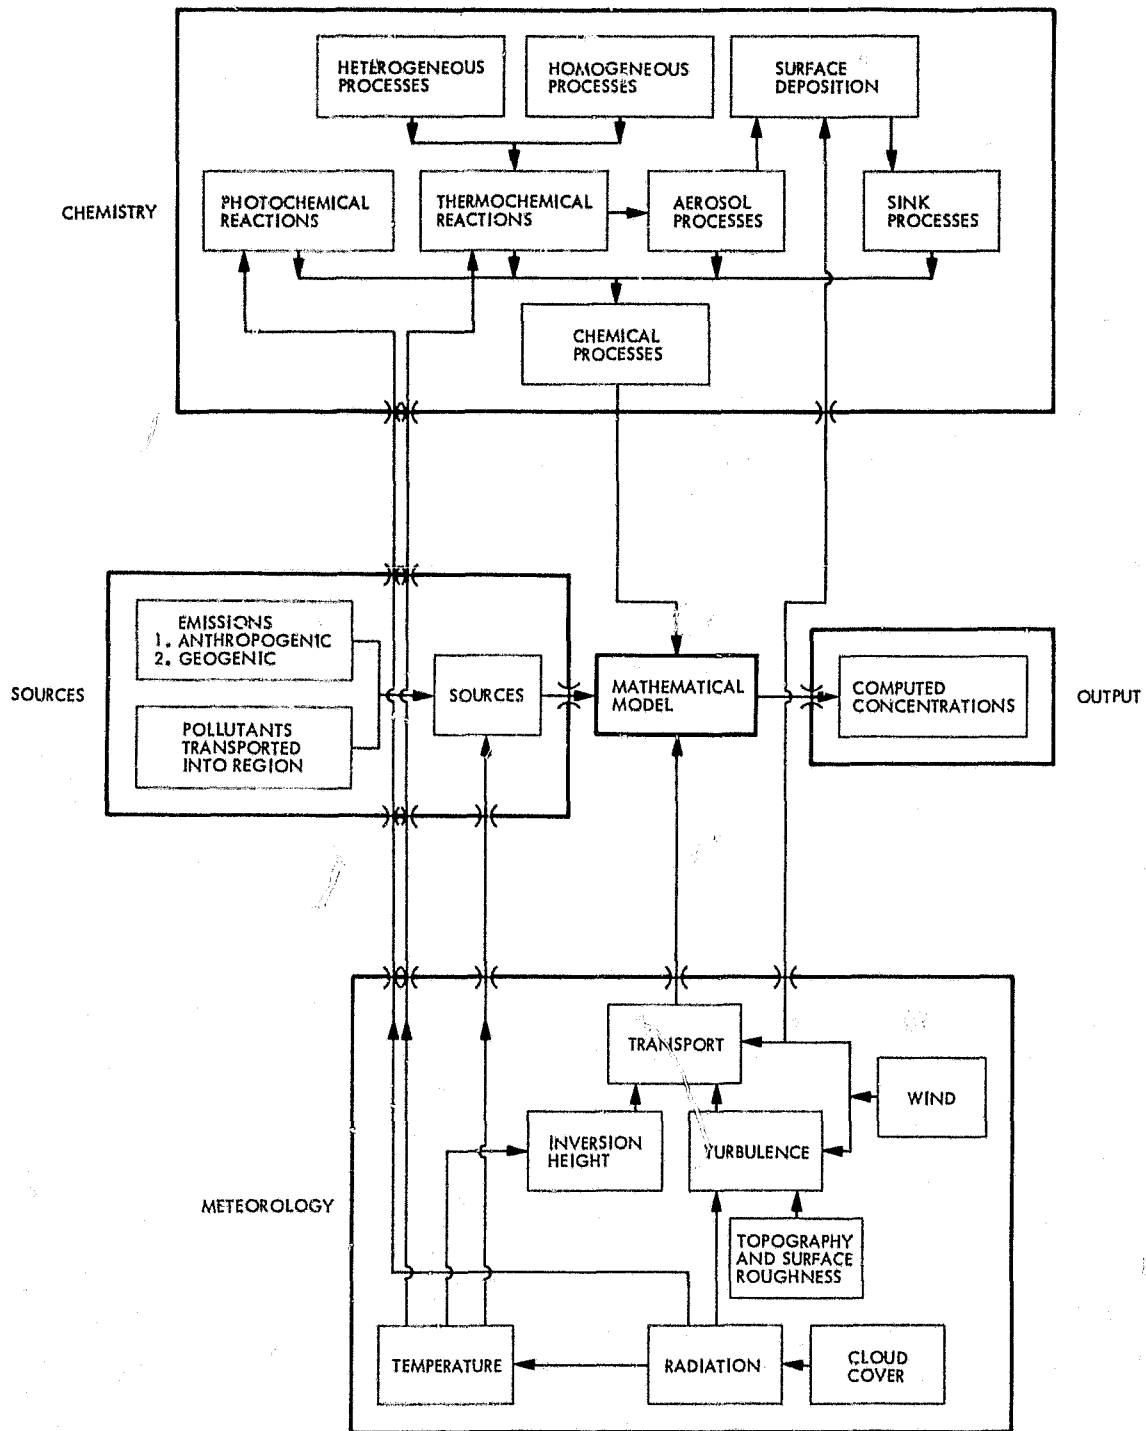 HETEROGENEOUS
PROCESSES
HOMOGENEOUS
PROCESSES
SURFACE
DEPOSITION
CHEMISTRY
PHOTOCHEMICAL
REACTIONS
THERMOCHEMICAL
REACTIONS
AEROSOL
PROCESSES
SINK
PROCESSES
CHEMICAL
PROCESSES
SOURCES
EMISSIONS
1. ANTHROPOGENIC
2. GEOGENIC
POLLUTANTS
TRANSPORTED
INTO REGION
SOURCES
MATHEMATICAL
MODEL
COMPUTED
CONCENTRATIONS
OUTPUT
TRANSPORT
WIND
INVERSION
HEIGHT
TURBULENCE
METEOROLOGY
TOPOGRAPHY
AND SURFACE
ROUGHNESS
TEMPERATURE
RADIATION
CLOUD
COVER